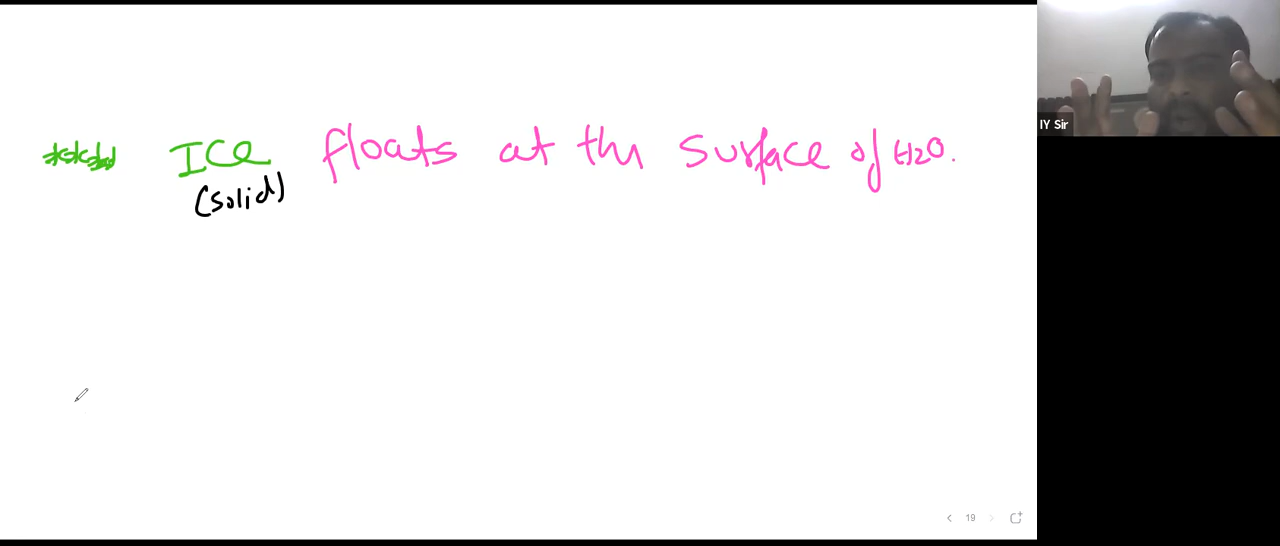 **** ICE floats at the surface of H2O.
(solid)
IY Sir
19